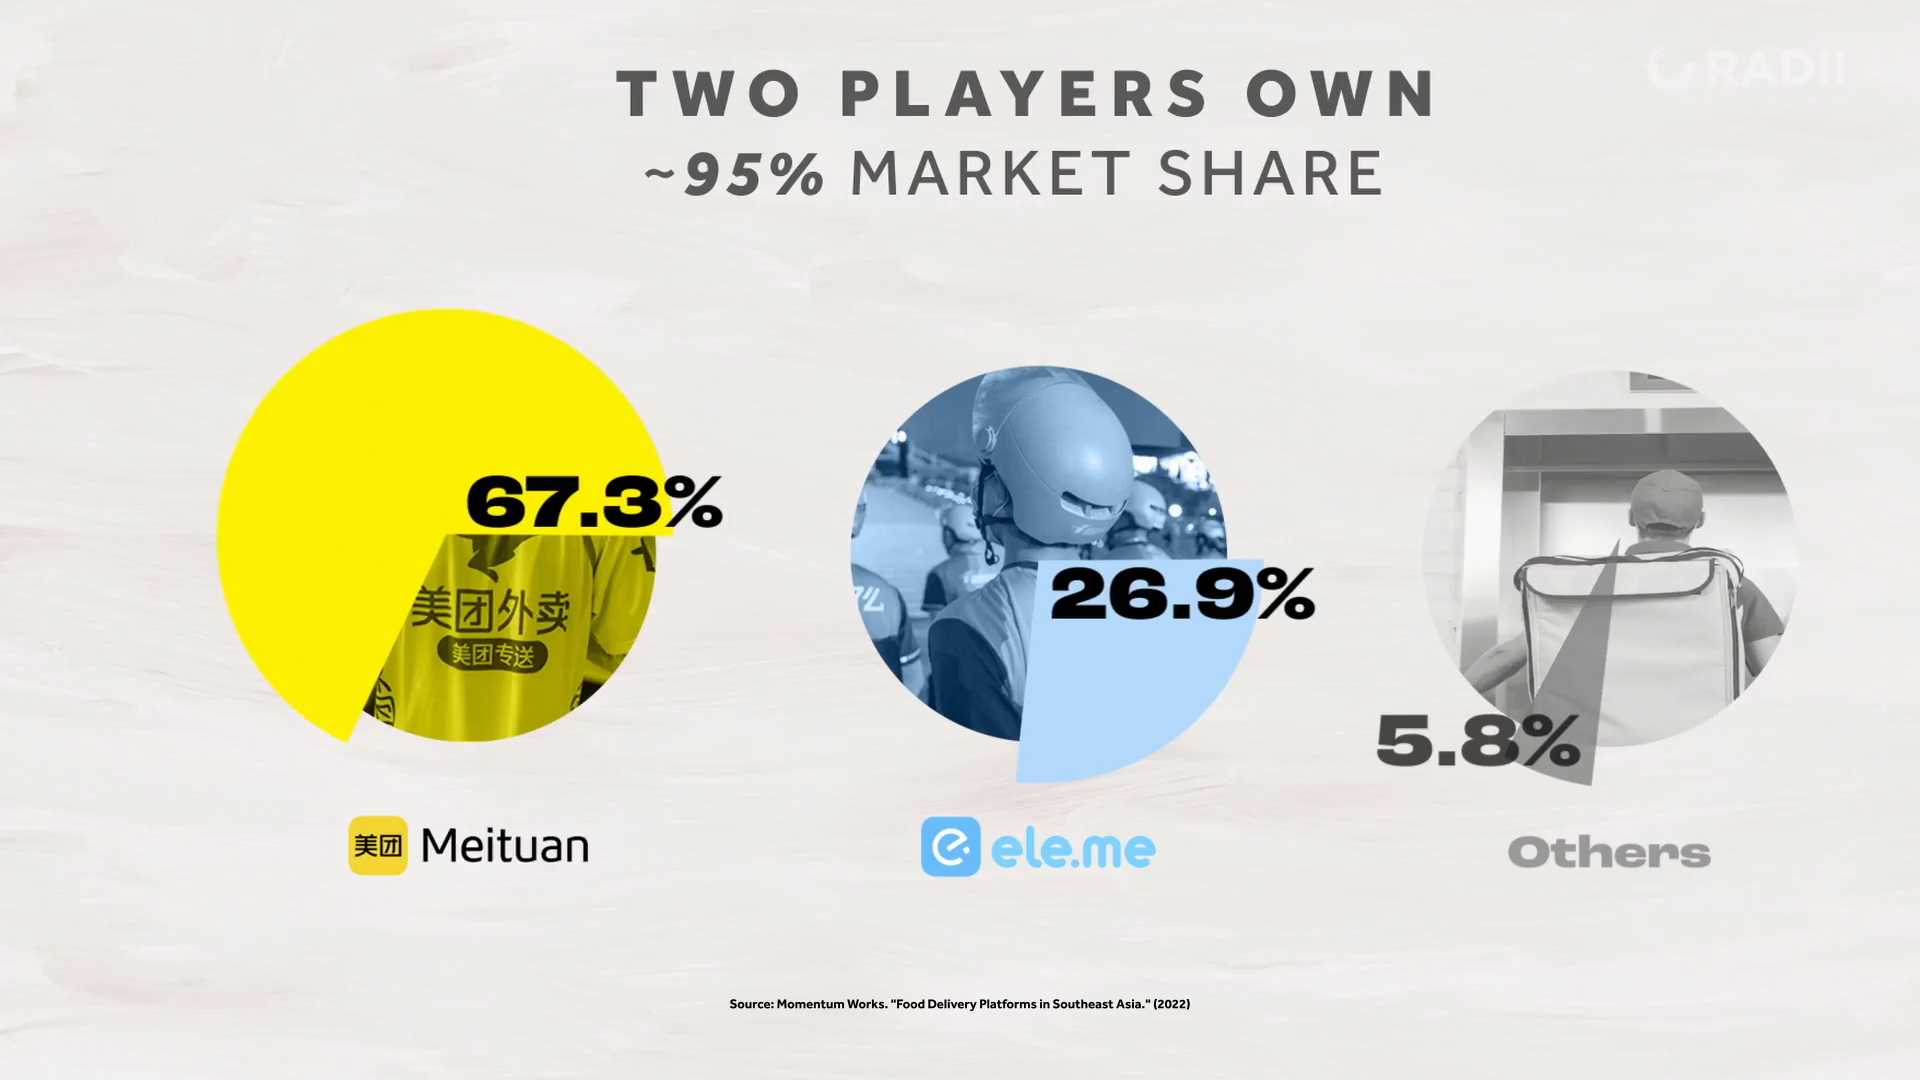 RADII
TWO PLAYERS OWN
~95% MARKET SHARE
67.3%
美团外卖
美团专送
26.9%
5.8%
美团 Meituan
ele.me
Others
Source: Momentum Works. "Food Delivery Platforms in Southeast Asia." (2022)